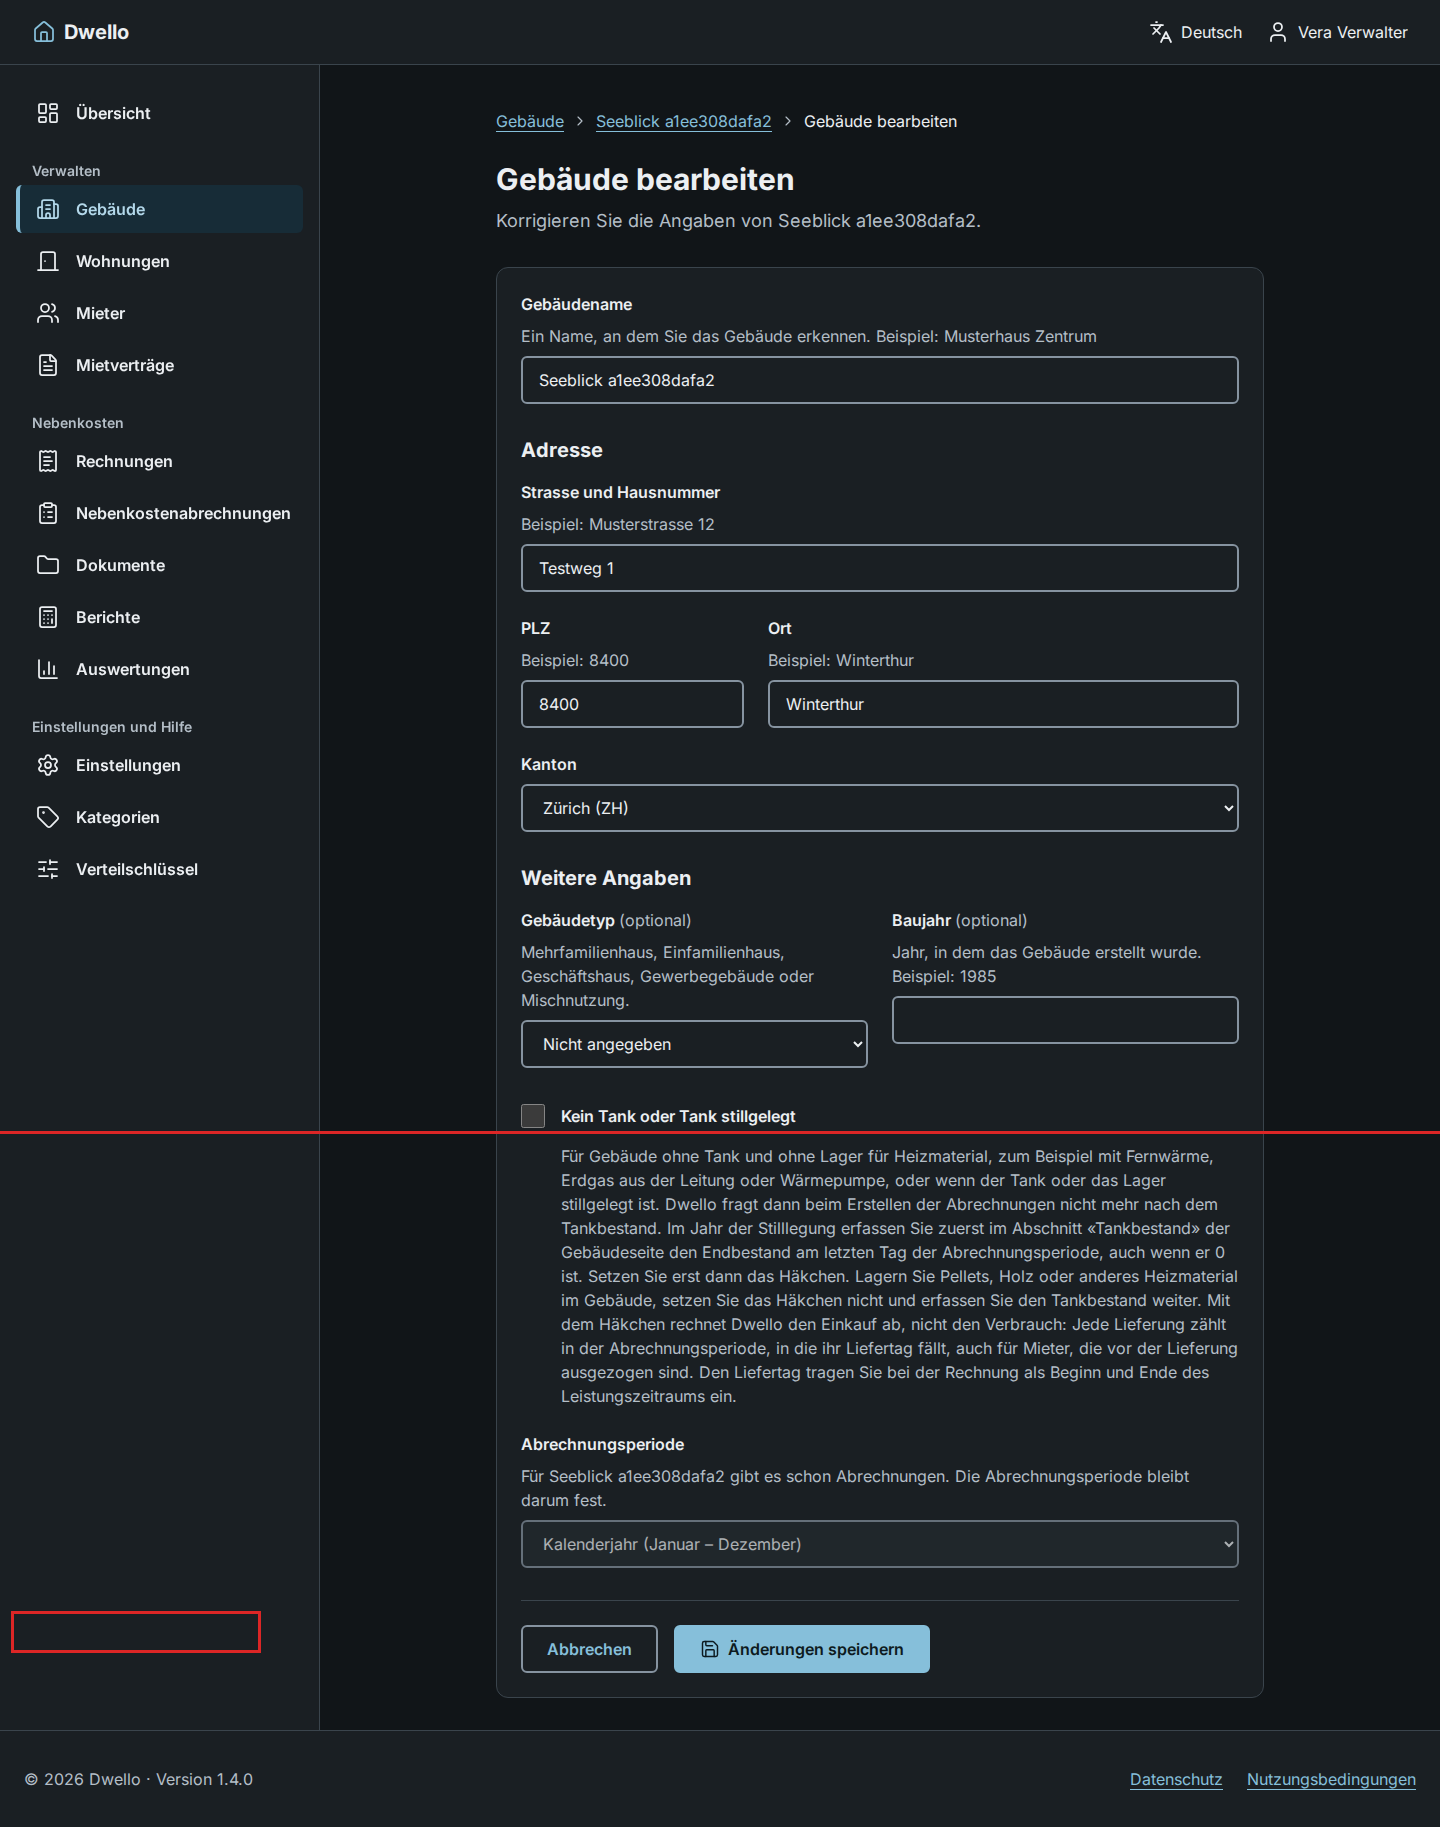 Dwello
Deutsch
Vera Verwalter
Übersicht
Verwalten
Gebäude
Wohnungen
Mieter
Mietverträge
Nebenkosten
Rechnungen
Nebenkostenabrechnungen
Dokumente
Berichte
Auswertungen
Einstellungen und Hilfe
Einstellungen
Kategorien
Verteilschlüssel
Gebäude > Seeblick a1ee308dafa2 > Gebäude bearbeiten
Gebäude bearbeiten
Korrigieren Sie die Angaben von Seeblick a1ee308dafa2.
Gebäudename
Ein Name, an dem Sie das Gebäude erkennen. Beispiel: Musterhaus Zentrum
Seeblick a1ee308dafa2
Adresse
Strasse und Hausnummer
Beispiel: Musterstrasse 12
Testweg 1
PLZ
Beispiel: 8400
8400
Ort
Beispiel: Winterthur
Winterthur
Kanton
Zürich (ZH)
Weitere Angaben
Gebäudetyp (optional)
Mehrfamilienhaus, Einfamilienhaus,
Geschäftshaus, Gewerbegebäude oder
Mischnutzung.
Nicht angegeben
Baujahr (optional)
Jahr, in dem das Gebäude erstellt wurde.
Beispiel: 1985
Kein Tank oder Tank stillgelegt
Für Gebäude ohne Tank und ohne Lager für Heizmaterial, zum Beispiel mit Fernwärme,
Erdgas aus der Leitung oder Wärmepumpe, oder wenn der Tank oder das Lager
stillgelegt ist. Dwello fragt dann beim Erstellen der Abrechnungen nicht mehr nach dem
Tankbestand. Im Jahr der Stilllegung erfassen Sie zuerst im Abschnitt «Tankbestand» der
Gebäudeseite den Endbestand am letzten Tag der Abrechnungsperiode, auch wenn er 0
ist. Setzen Sie erst dann das Häkchen. Lagern Sie Pellets, Holz oder anderes Heizmaterial
im Gebäude, setzen Sie das Häkchen nicht und erfassen Sie den Tankbestand weiter. Mit
dem Häkchen rechnet Dwello den Einkauf ab, nicht den Verbrauch: Jede Lieferung zählt
in der Abrechnungsperiode, in die ihr Liefertag fällt, auch für Mieter, die vor der Lieferung
ausgezogen sind. Den Liefertag tragen Sie bei der Rechnung als Beginn und Ende des
Leistungszeitraums ein.
Abrechnungsperiode
Für Seeblick a1ee308dafa2 gibt es schon Abrechnungen. Die Abrechnungsperiode bleibt
darum fest.
Kalenderjahr (Januar – Dezember)
Abbrechen
Änderungen speichern
© 2026 Dwello · Version 1.4.0
Datenschutz
Nutzungsbedingungen